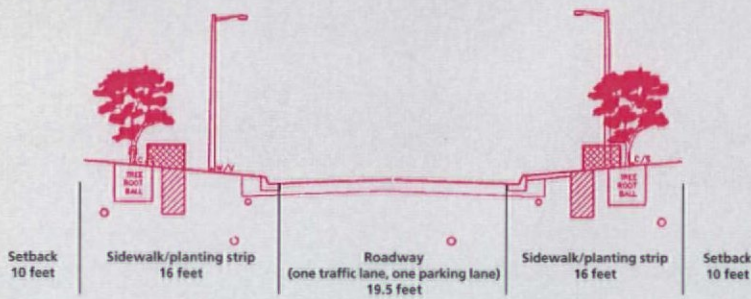 TREE
ROOT
BALL
C/S
TREE
ROOT
BALL
Setback
10 feet
Sidewalk/planting strip
16 feet
Roadway
(one traffic lane, one parking lane)
19.5 feet
Sidewalk/planting strip
16 feet
Setback
10 feet